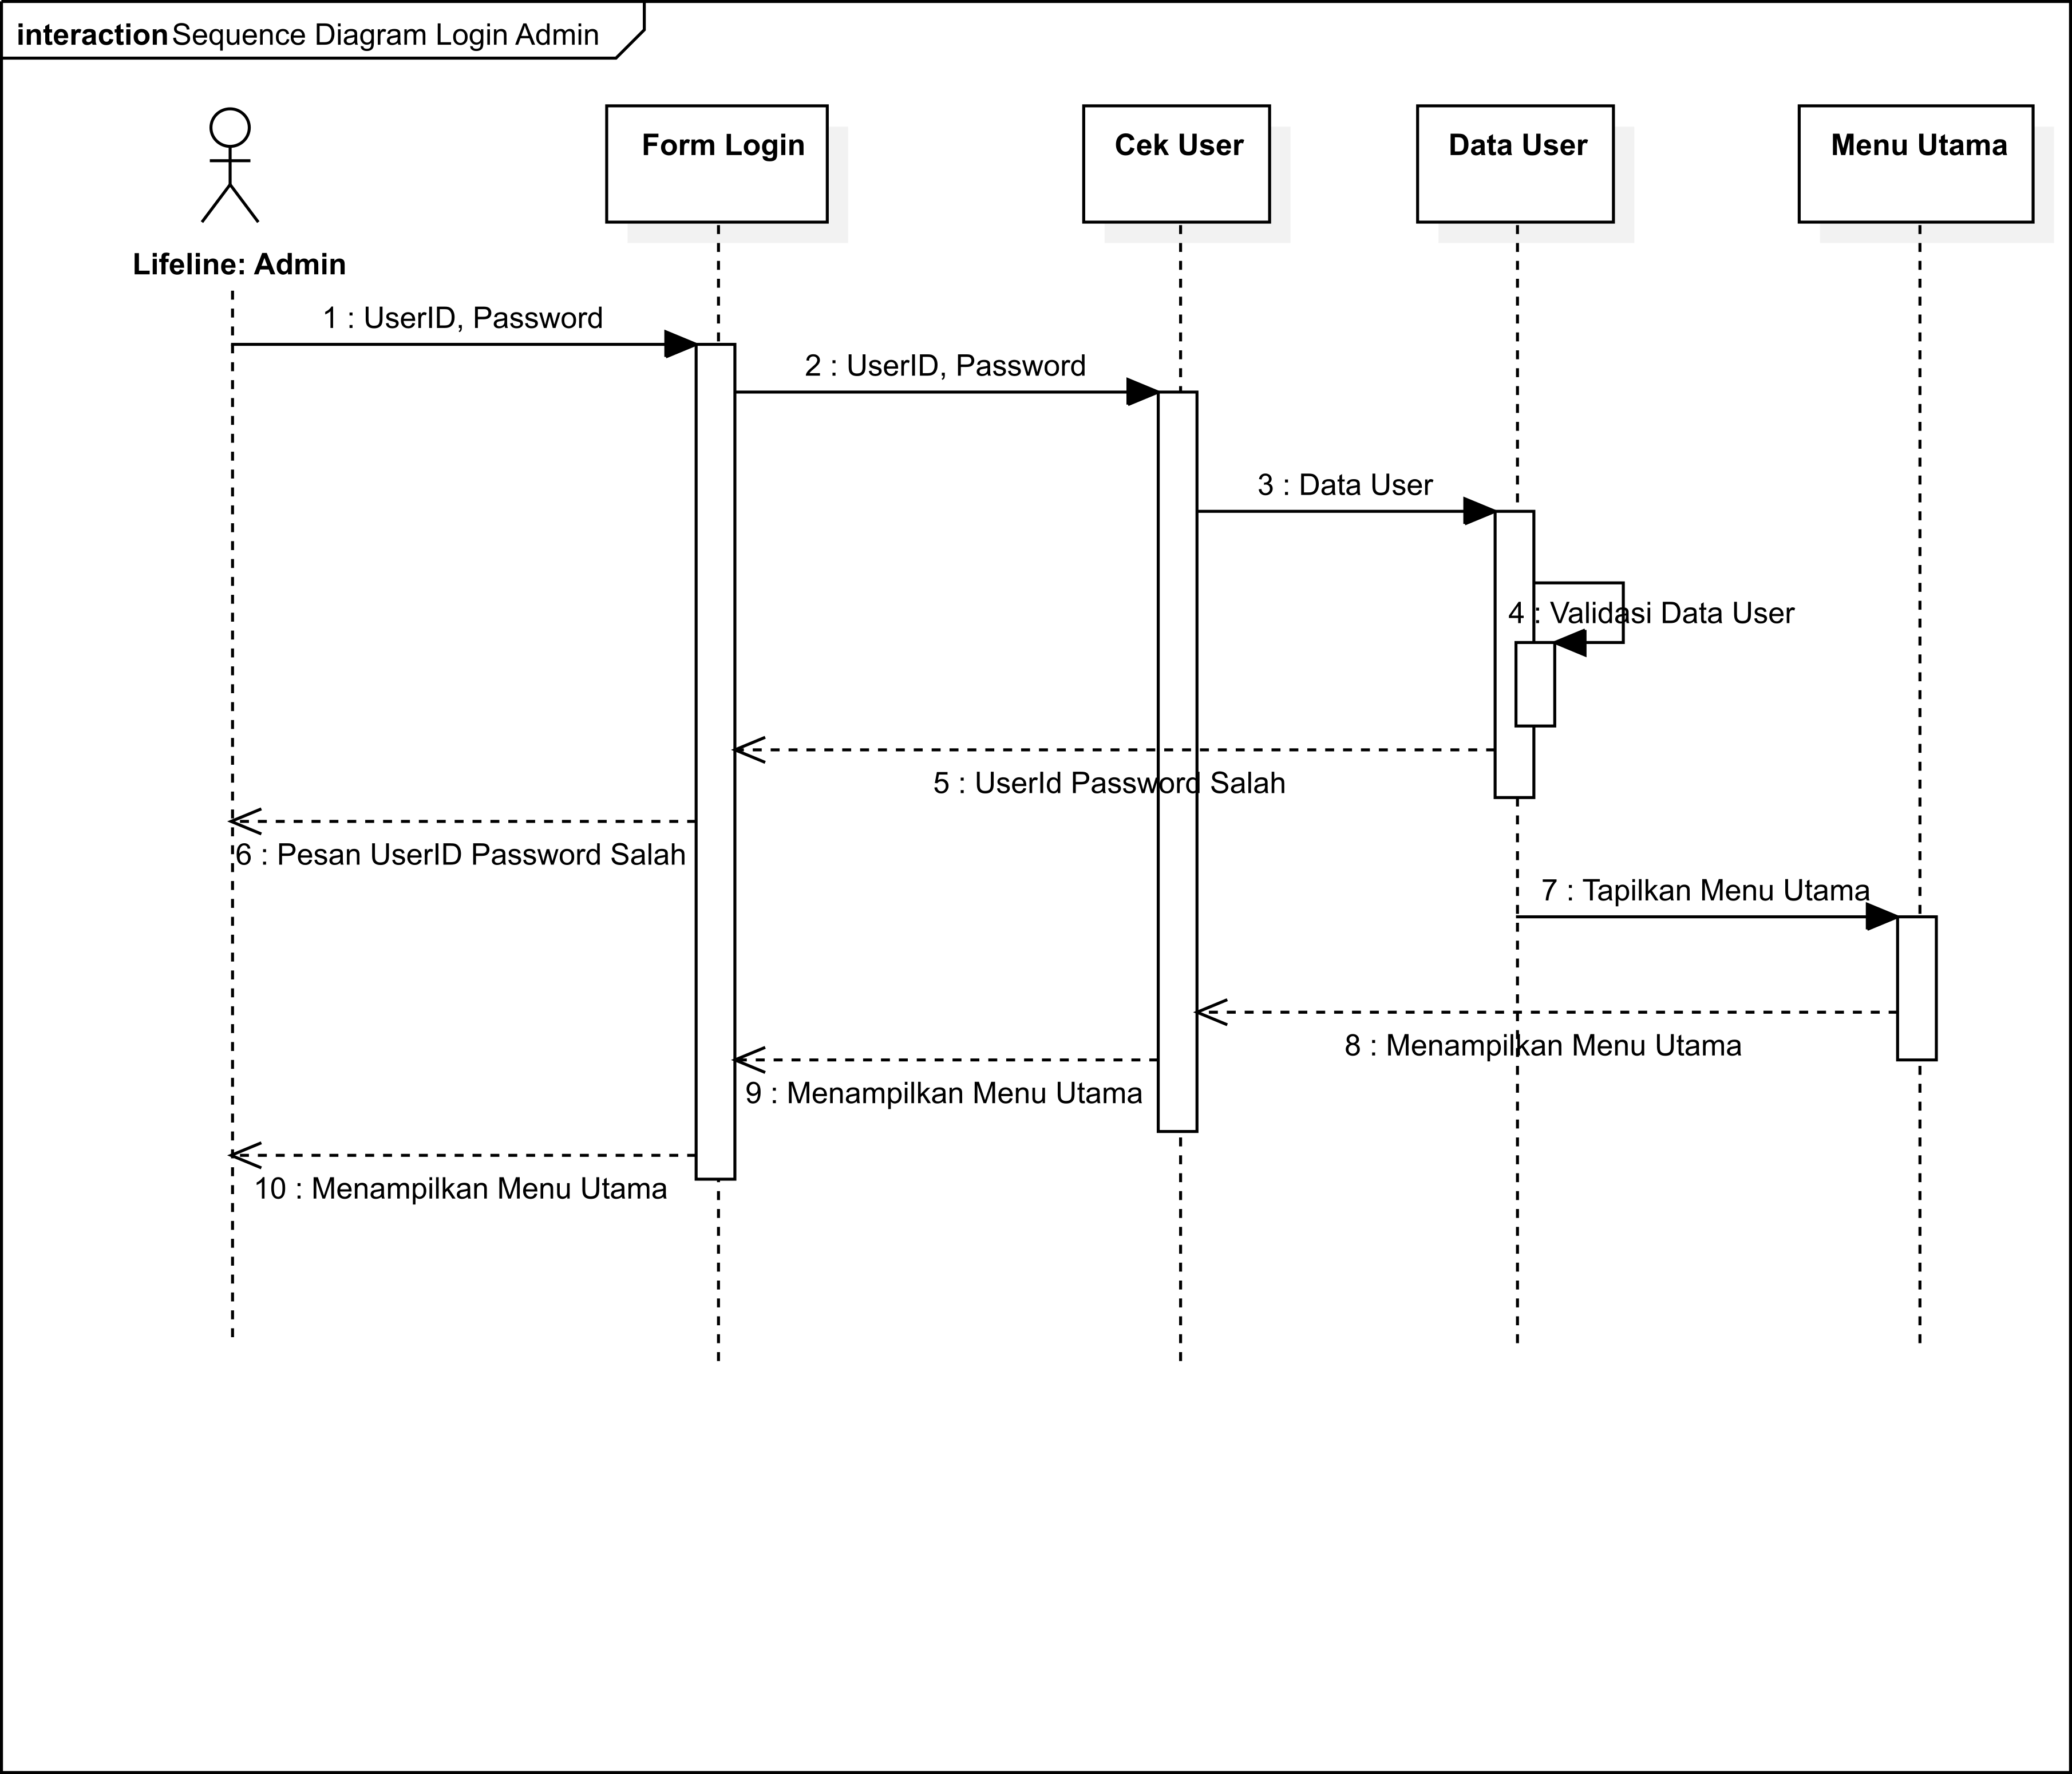 interaction Sequence Diagram Login Admin
Form Login
Cek User
Data User
Menu Utama
Lifeline: Admin
1 : UserID, Password
2 : UserID, Password
3 : Data User
4 : Validasi Data User
5 : UserId Password Salah
6 : Pesan UserID Password Salah
7 : Tapilkan Menu Utama
8 : Menampilkan Menu Utama
9 : Menampilkan Menu Utama
10 : Menampilkan Menu Utama